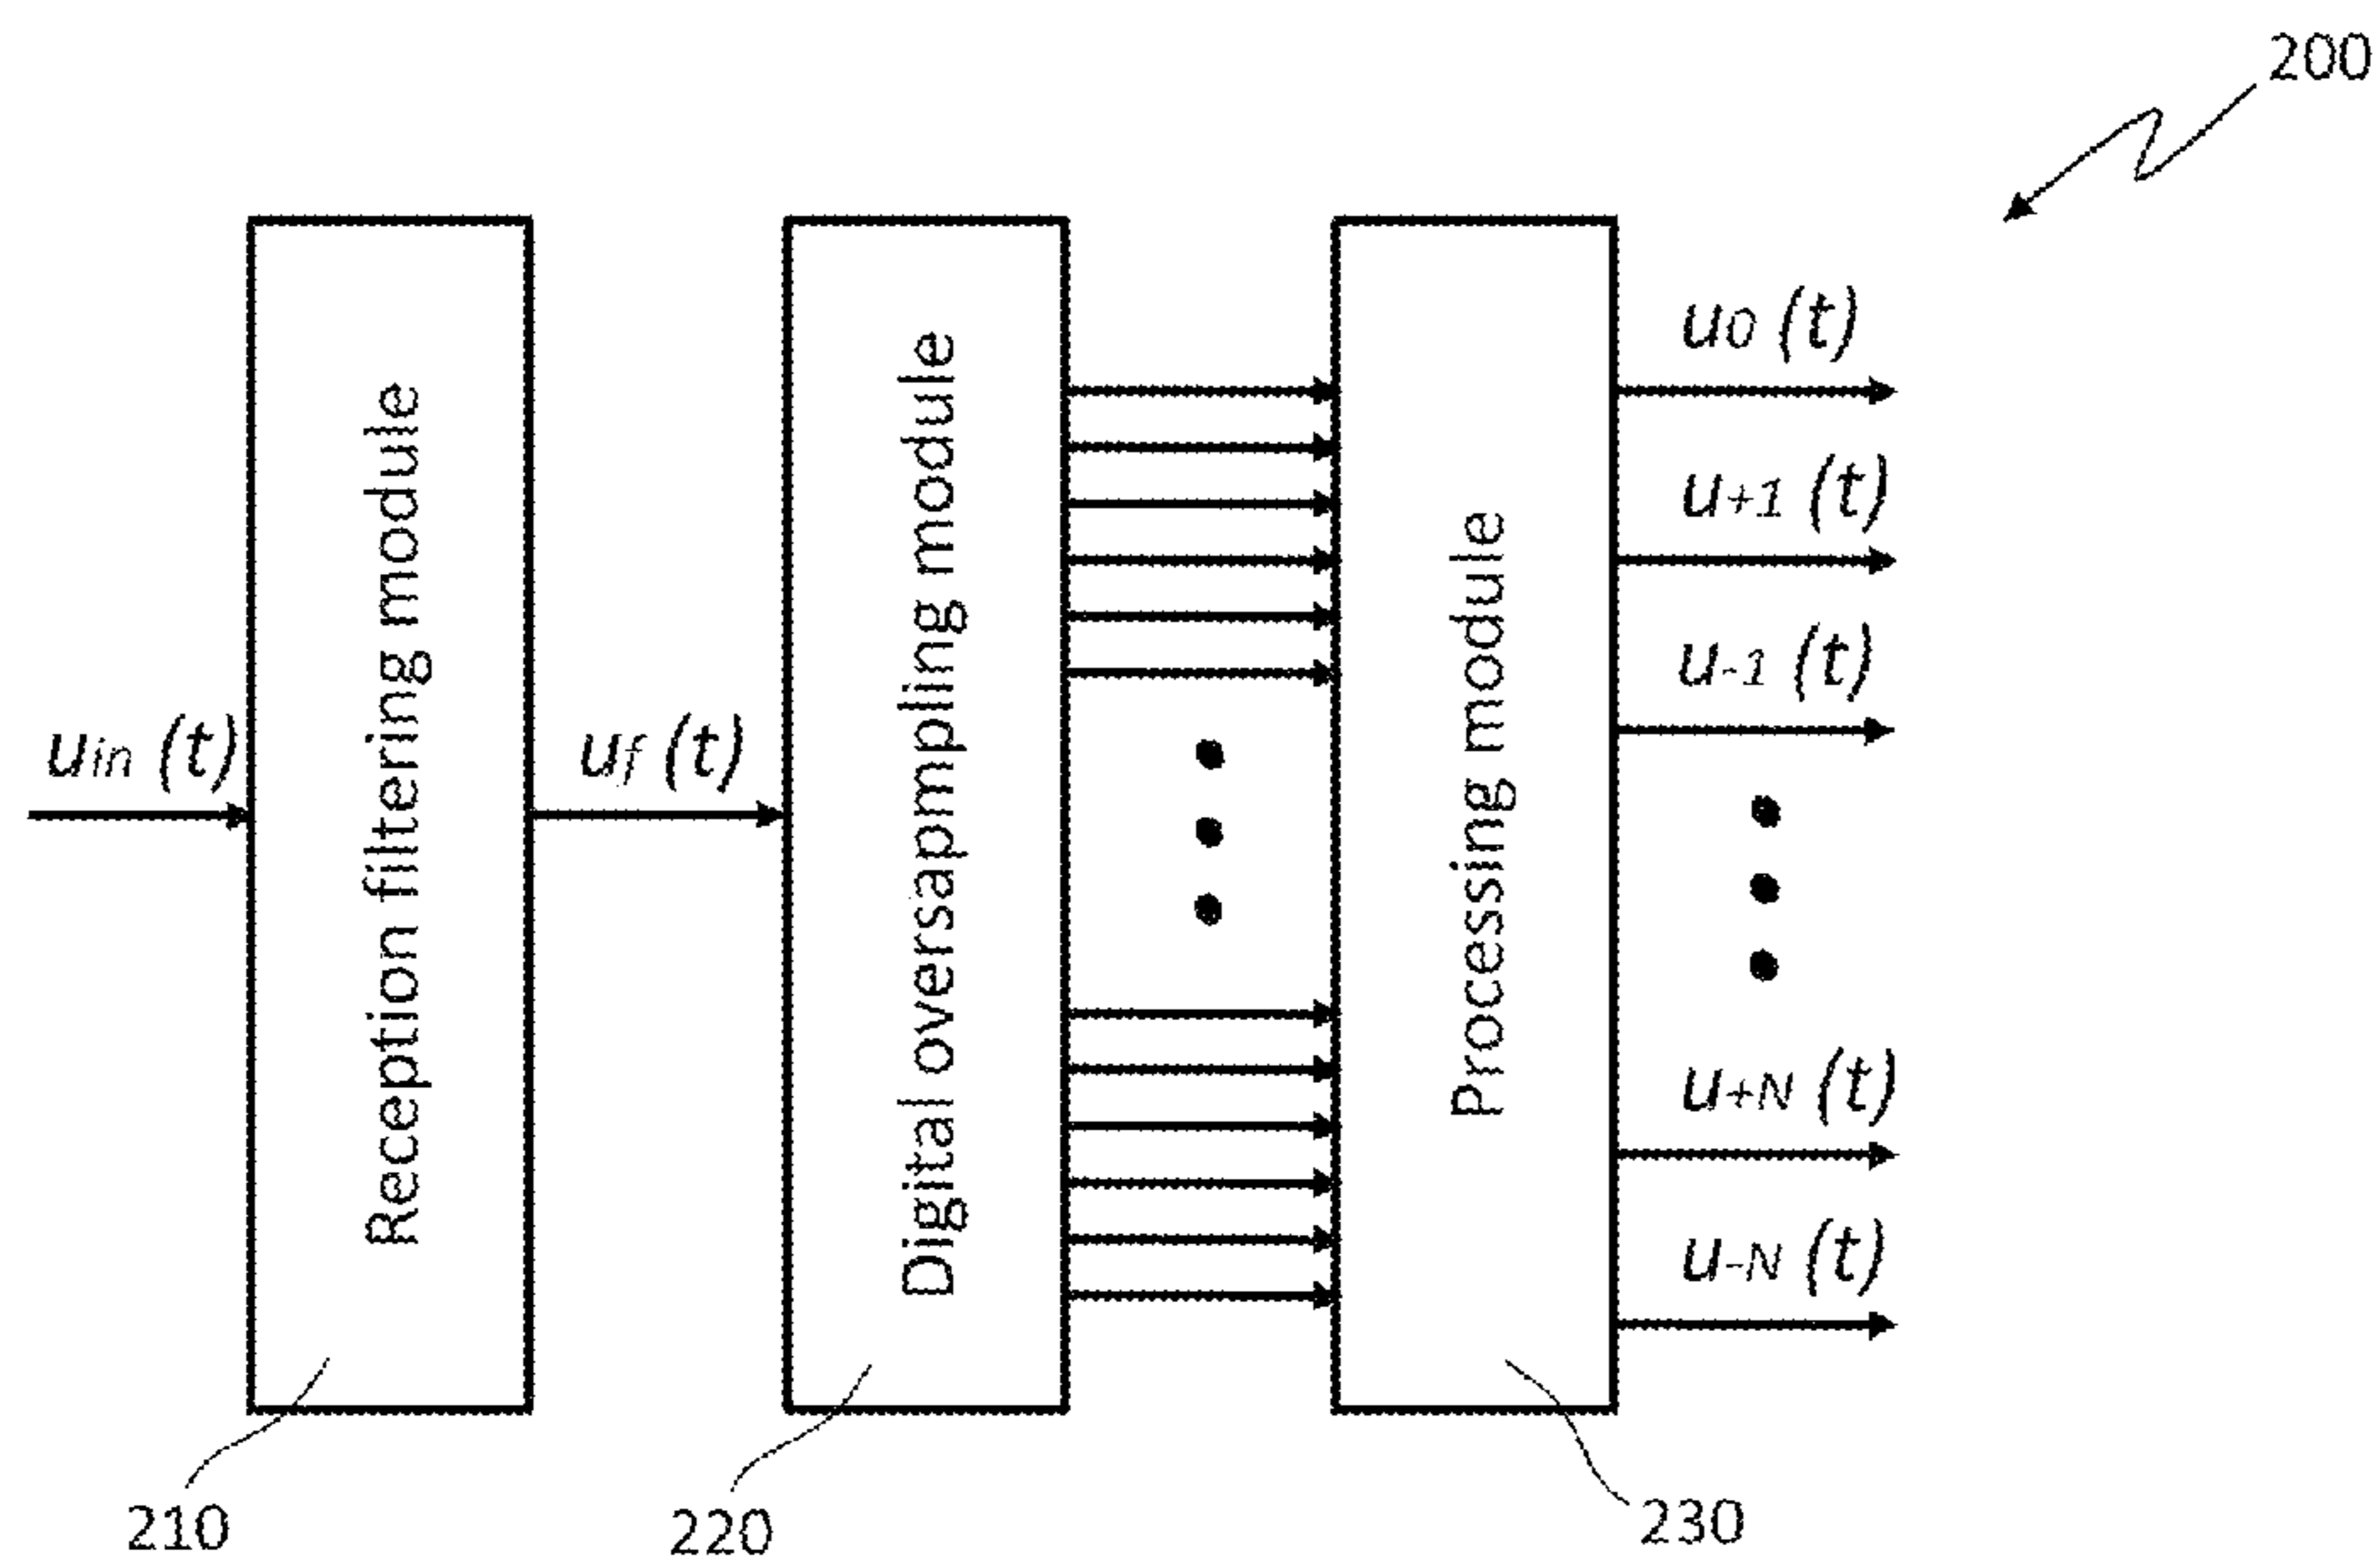 200
Reception filtering module
Digital oversapmpling module
Processing module
uin (t)
uf (t)
u0 (t)
u+1 (t)
u-1 (t)
u+N (t)
u-N (t)
210
220
230